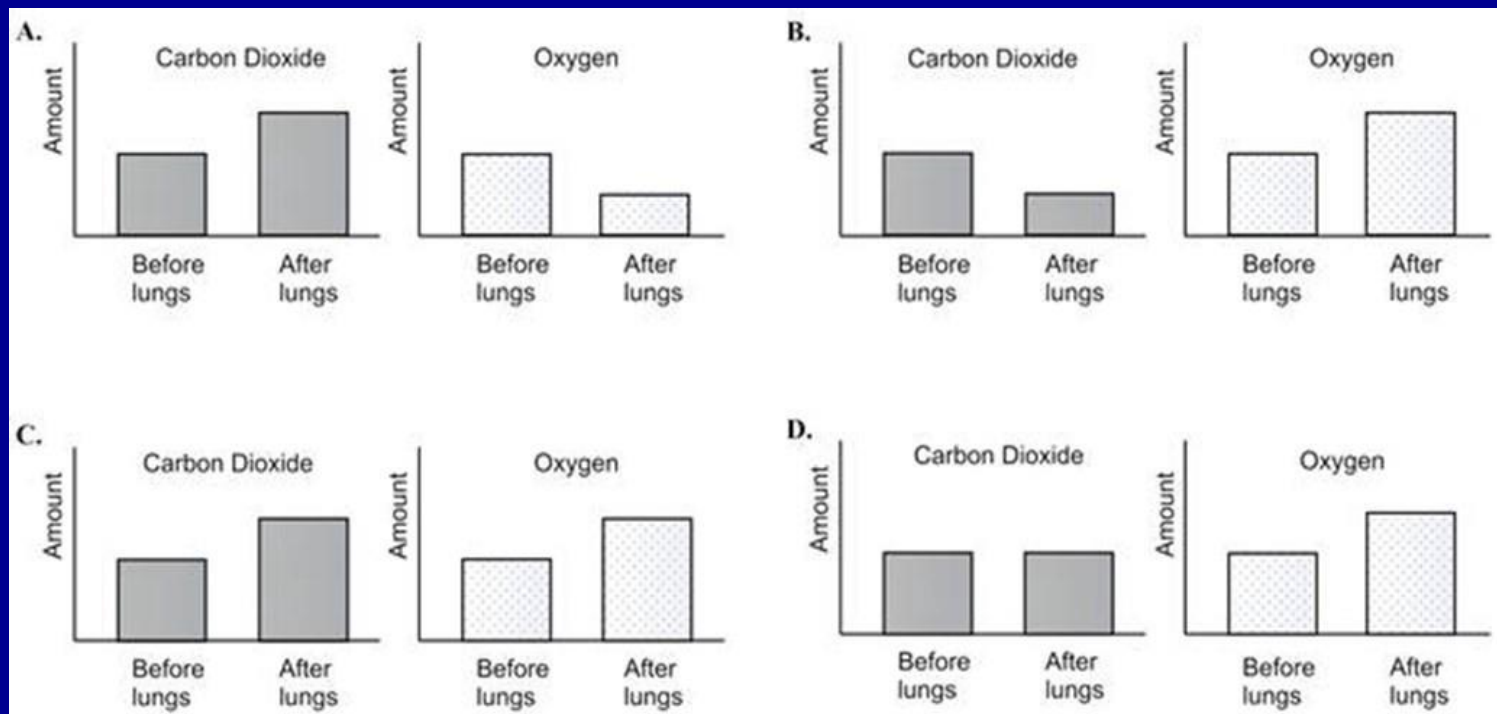 A.
Carbon Dioxide
Amount
Before lungs
After lungs
Oxygen
Amount
Before lungs
After lungs
B.
Carbon Dioxide
Amount
Before lungs
After lungs
Oxygen
Amount
Before lungs
After lungs
C.
Carbon Dioxide
Amount
Before lungs
After lungs
Oxygen
Amount
Before lungs
After lungs
D.
Carbon Dioxide
Amount
Before lungs
After lungs
Oxygen
Amount
Before lungs
After lungs